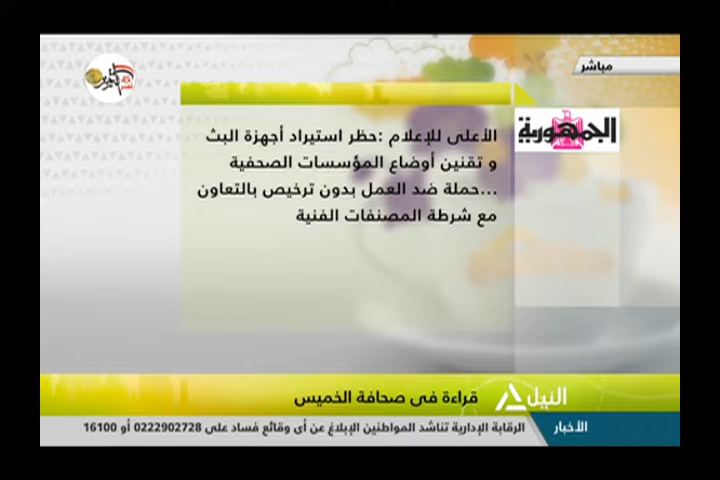 مباشر
الجمهورية
الأعلى للإعلام :حظر استيراد أجهزة البث
و تقنين أوضاع المؤسسات الصحفية
...حملة ضد العمل بدون ترخيص بالتعاون
مع شرطة المصنفات الفنية
النيل
قراءة فى صحافة الخميس
الأخبار
الرقابة الإدارية تناشد المواطنين الإبلاغ عن أى وقائع فساد على 0222902728 أو 16100